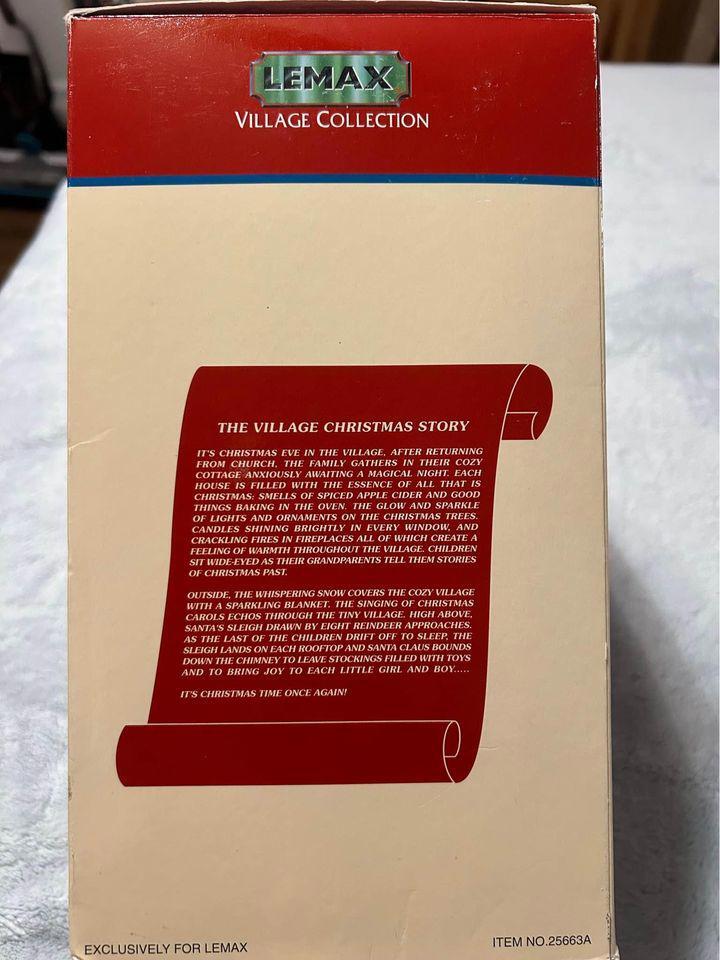 LEMAX
VILLAGE COLLECTION
THE VILLAGE CHRISTMAS STORY
IT'S CHRISTMAS EVE IN THE VILLAGE, AFTER RETURNING
FROM CHURCH, THE FAMILY GATHERS IN THEIR COZY
COTTAGE ANXIOUSLY AWAITING A MAGICAL NIGHT. EACH
HOUSE IS FILLED WITH THE ESSENCE OF ALL THAT IS
CHRISTMAS; SMELLS OF SPICED APPLE CIDER AND GOOD
THINGS BAKING IN THE OVEN. THE GLOW AND SPARKLE
OF LIGHTS AND ORNAMENTS ON THE CHRISTMAS TREES.
CANDLES SHINING BRIGHTLY IN EVERY WINDOW, AND
CRACKLING FIRES IN FIREPLACES ALL OF WHICH CREATE A
FEELING OF WARMTH THROUGHOUT THE VILLAGE. CHILDREN
SIT WIDE-EYED AS THEIR GRANDPARENTS TELL THEM STORIES
OF CHRISTMAS PAST.
OUTSIDE, THE WHISPERING SNOW COVERS THE COZY VILLAGE
WITH A SPARKLING BLANKET. THE SINGING OF CHRISTMAS
CAROLS ECHOS THROUGH THE TINY VILLAGE. HIGH ABOVE,
SANTA'S SLEIGH DRAWN BY EIGHT REINDEER APPROACHES.
AS THE LAST OF THE CHILDREN DRIFT OFF TO SLEEP, THE
SLEIGH LANDS ON EACH ROOFTOP AND SANTA CLAUS BOUNDS
DOWN THE CHIMNEY TO LEAVE STOCKINGS FILLED WITH TOYS
AND TO BRING JOY TO EACH LITTLE GIRL AND BOY.....
IT'S CHRISTMAS TIME ONCE AGAIN!
EXCLUSIVELY FOR LEMAX
ITEM NO.25663A